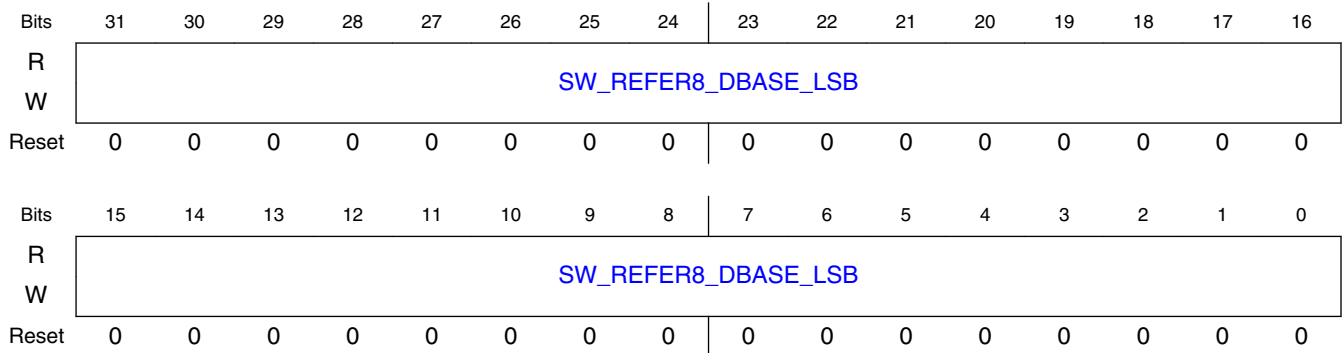 Bits 31 30 29 28 27 26 25 24 23 22 21 20 19 18 17 16
R
SW_REFER8_DBASE_LSB
W
Reset 0 0 0 0 0 0 0 0 0 0 0 0 0 0 0 0
Bits 15 14 13 12 11 10 9 8 7 6 5 4 3 2 1 0
R
SW_REFER8_DBASE_LSB
W
Reset 0 0 0 0 0 0 0 0 0 0 0 0 0 0 0 0